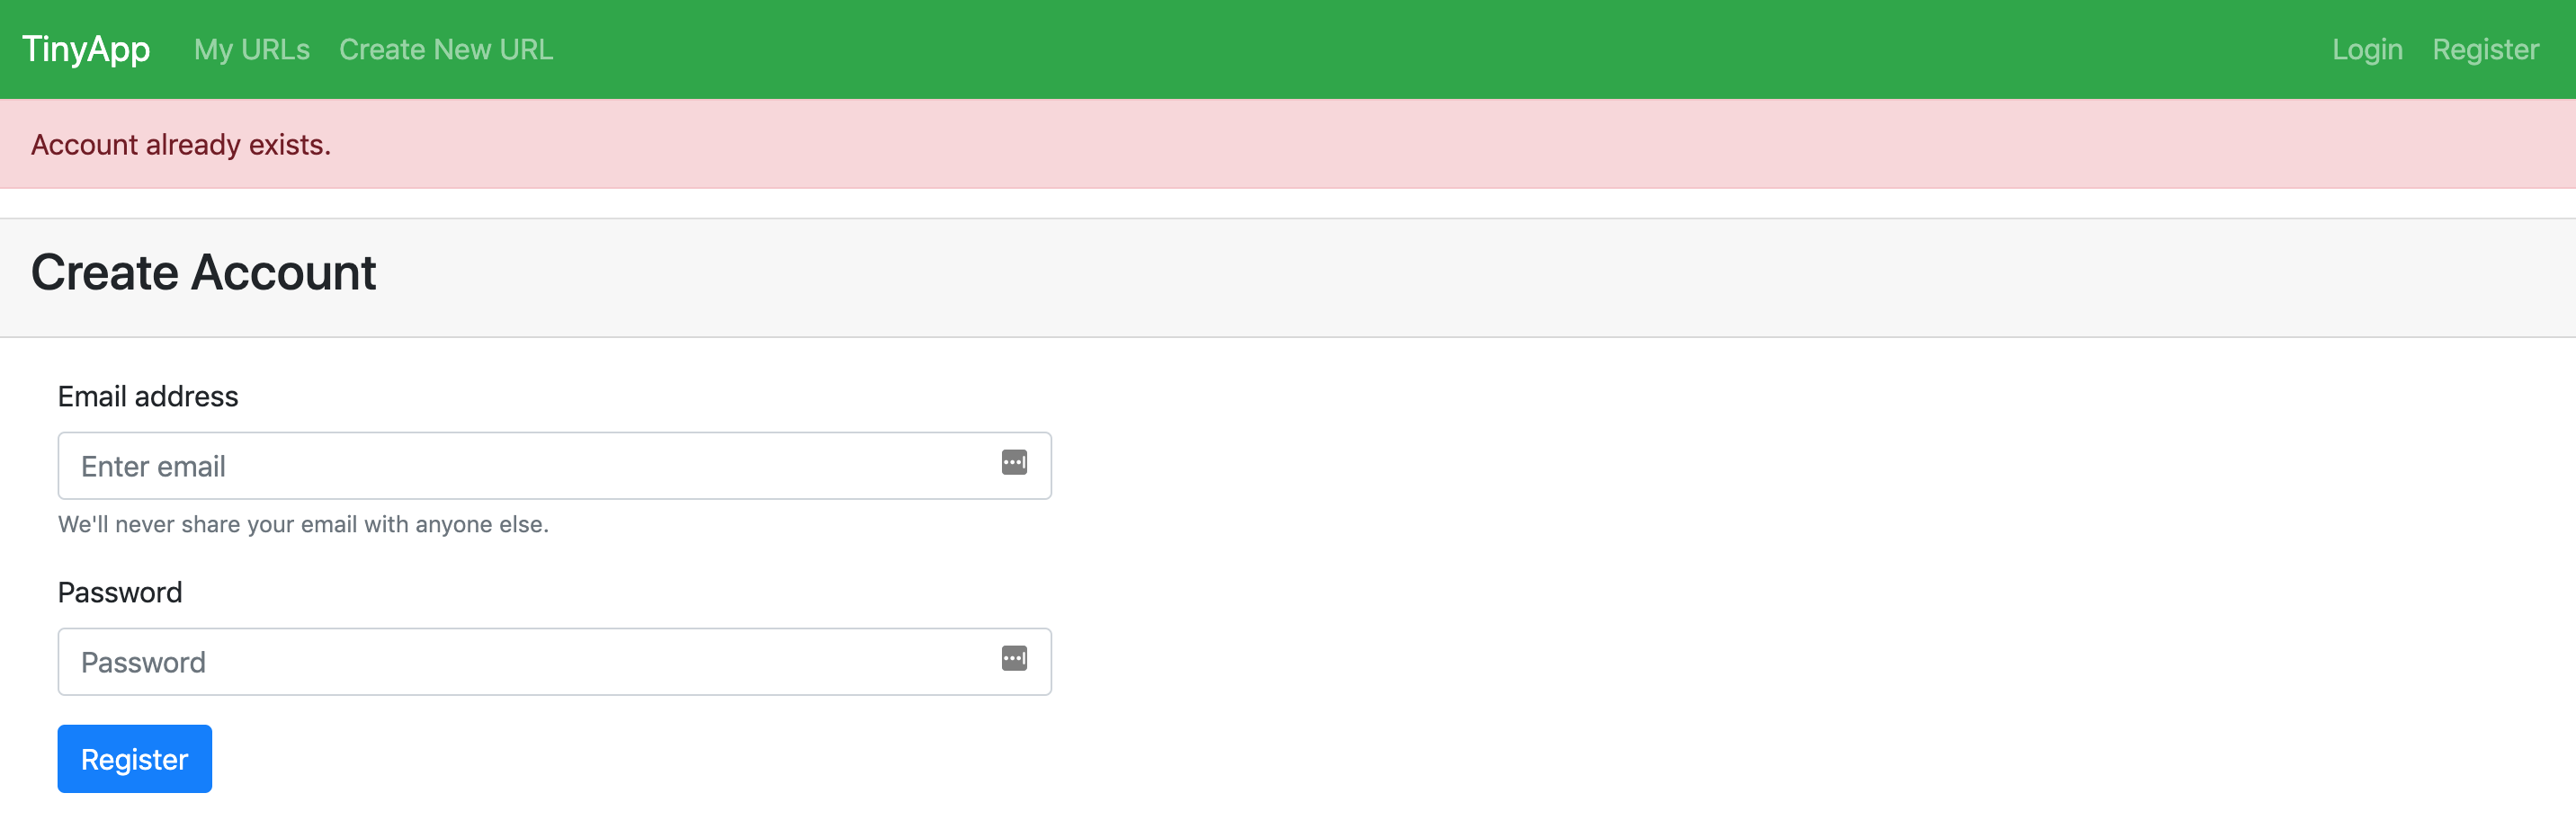 TinyApp My URLs Create New URL Login Register
Account already exists.
Create Account
Email address
Enter email
We'll never share your email with anyone else.
Password
Password
Register